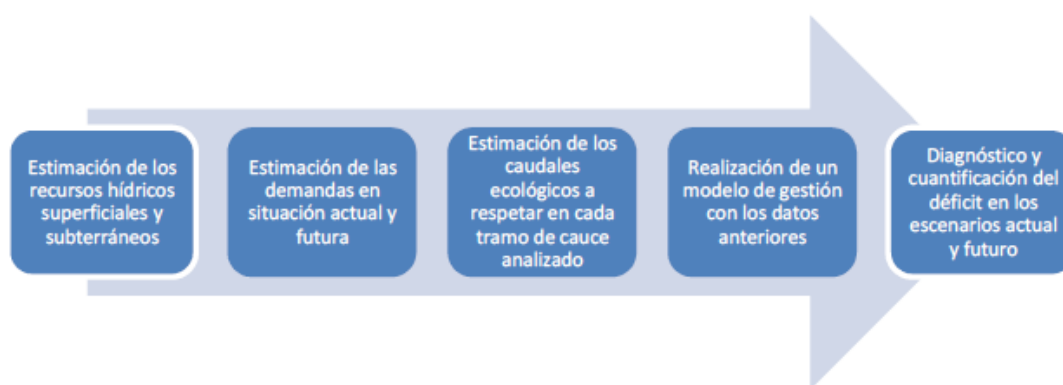 Estimación de los
recursos hídricos
superficiales y
subterráneos
Estimación de las
demandas en
situación actual y
futura
Estimación de los
caudales
ecológicos a
respetar en cada
tramo de cauce
analizado
Realización de un
modelo de gestión
con los datos
anteriores
Diagnóstico y
cuantificación del
déficit en los
escenarios actual
y futuro